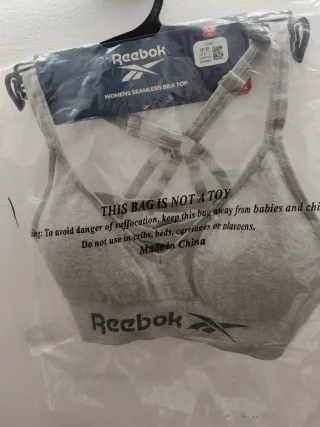 Reebok
WOMENS SEAMLESS BRA TOP
THIS BAG IS NOT A TOY
ing: To avoid danger of suffocation, keep this bag away from babies and chi
Do not use in cribs, beds, carriages or playpens.
Made in China
Reebok